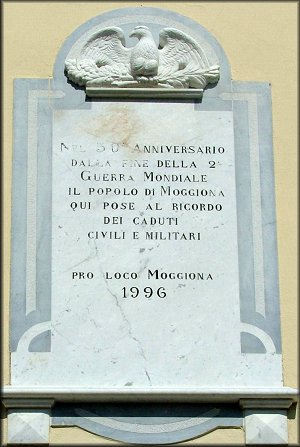 Nel 50° Anniversario
dalla fine della 2ª
Guerra Mondiale
il popolo di Moggiona
qui pose al ricordo
dei caduti
civili e militari
pro loco Moggiona
1996